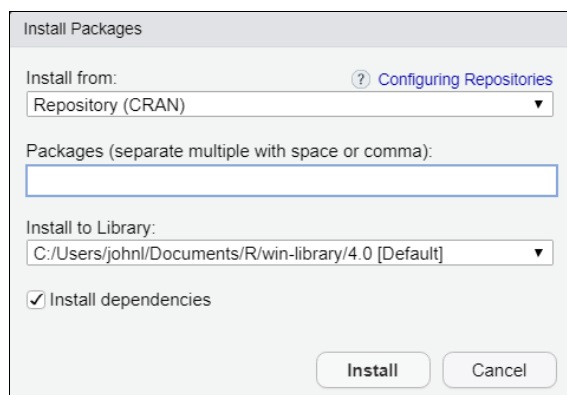 Install Packages
Install from:
? Configuring Repositories
Repository (CRAN)
Packages (separate multiple with space or comma):
Install to Library:
C:/Users/johnl/Documents/R/win-library/4.0 [Default]
Install dependencies
Install
Cancel